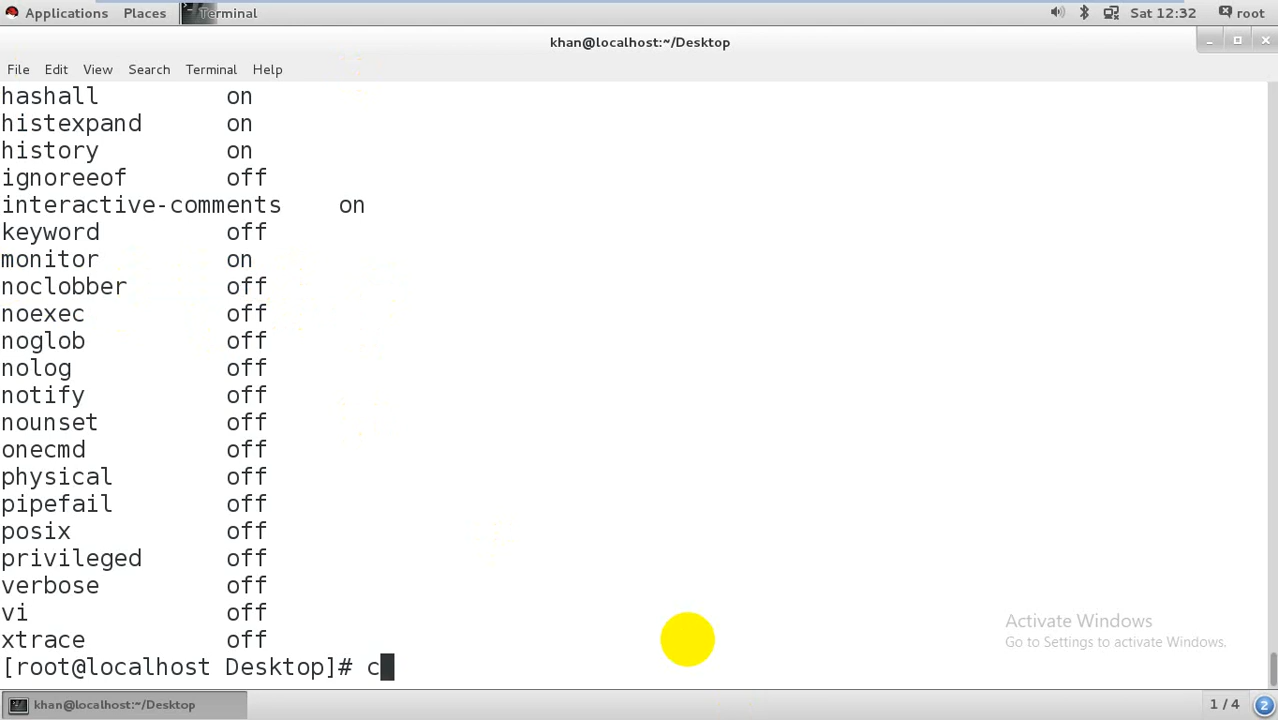 Applications Places Terminal Sat 12:32 root
khan@localhost:~/Desktop
File Edit View Search Terminal Help
hashall on
histexpand on
history on
ignoreeof off
interactive-comments on
keyword off
monitor on
noclobber off
noexec off
noglob off
nolog off
notify off
nounset off
onecmd off
physical off
pipefail off
posix off
privileged off
verbose off
vi off
xtrace off
[root@localhost Desktop]# c
Activate Windows
Go to Settings to activate Windows.
khan@localhost:~/Desktop 1 / 4 2